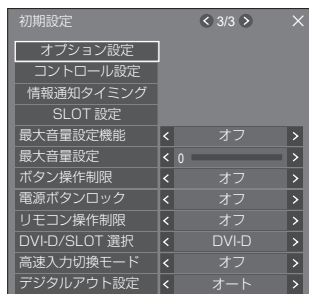 初期設定 < 3/3 > ×
オプション設定
コントロール設定
情報通知タイミング
SLOT 設定
最大音量設定機能 < オフ >
最大音量設定 < 0 >
ボタン操作制限 < オフ >
電源ボタンロック < オフ >
リモコン操作制限 < オフ >
DVI-D/SLOT 選択 < DVI-D >
高速入力切換モード < オフ >
デジタルアウト設定 < オート >